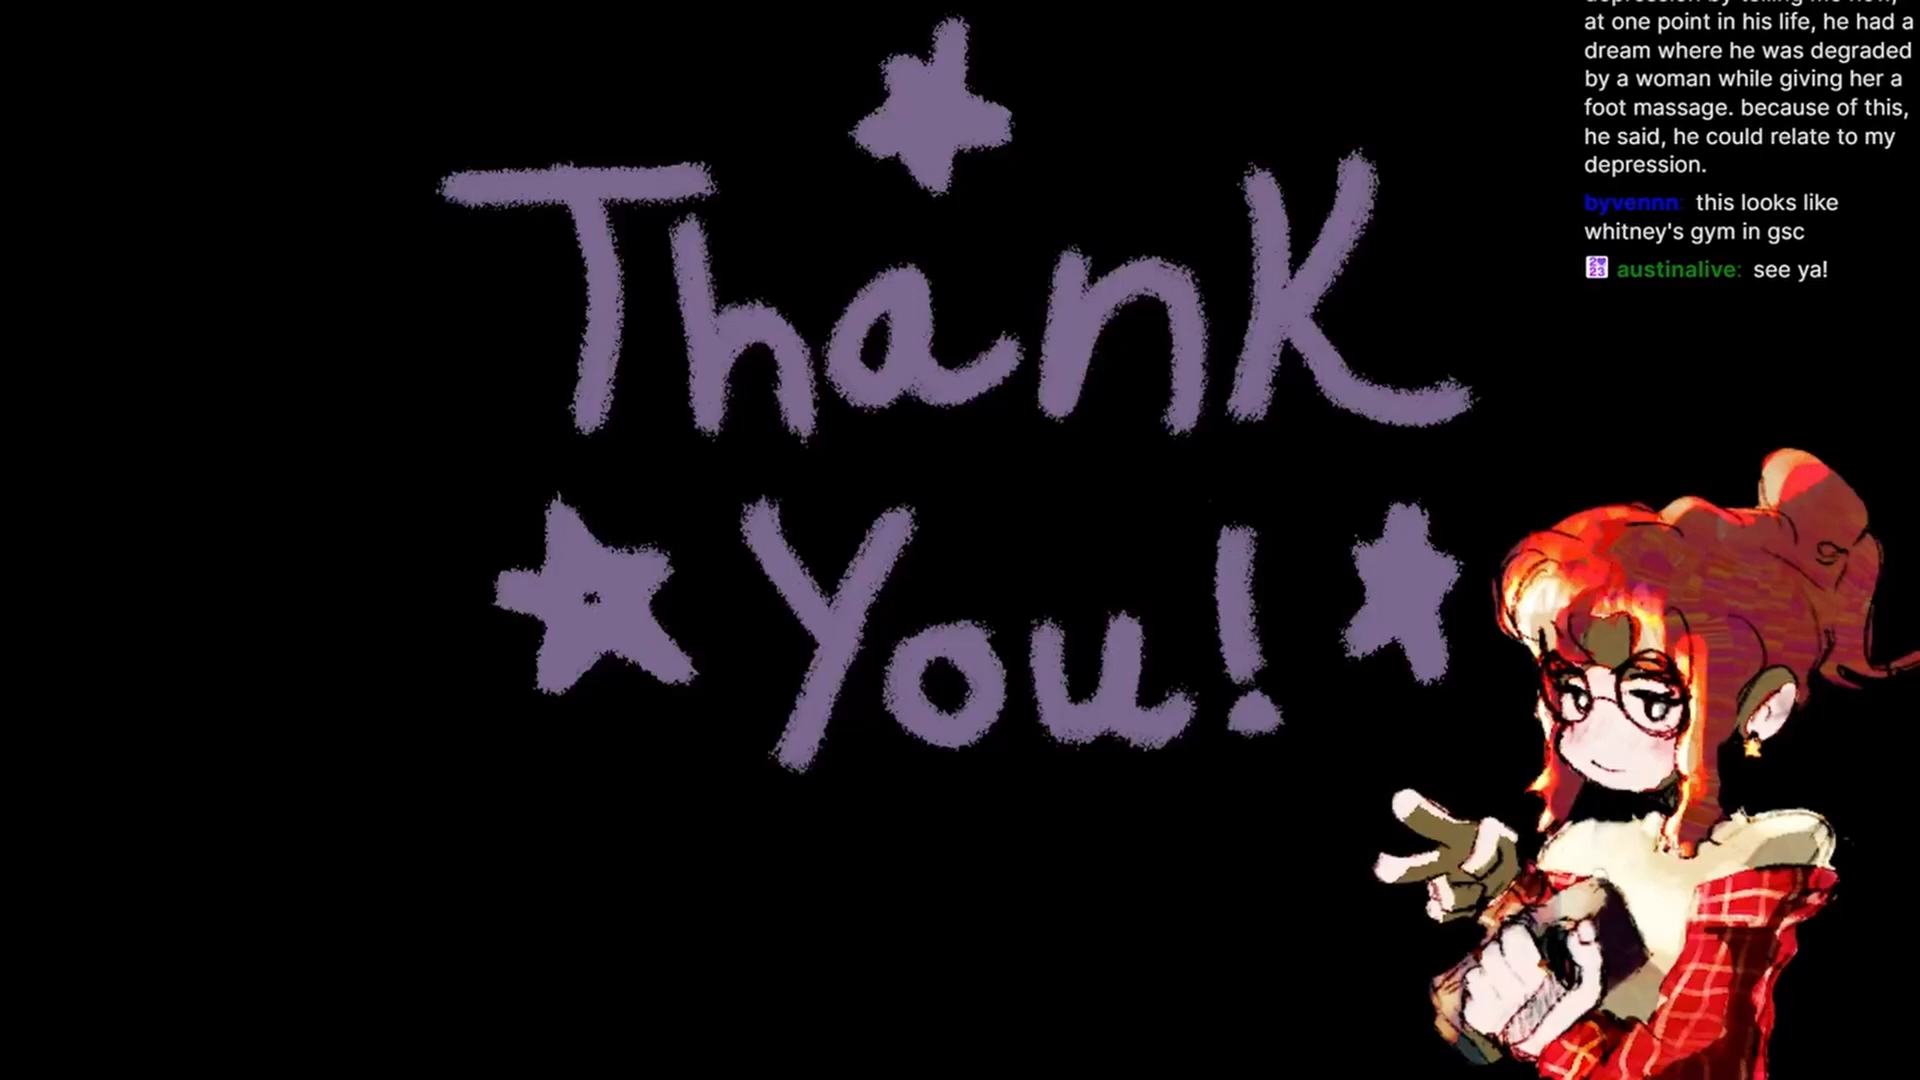 Thank
You!
at one point in his life, he had a
dream where he was degraded
by a woman while giving her a
foot massage. because of this,
he said, he could relate to my
depression.
byvennn: this looks like
whitney's gym in gsc
austinalive: see ya!